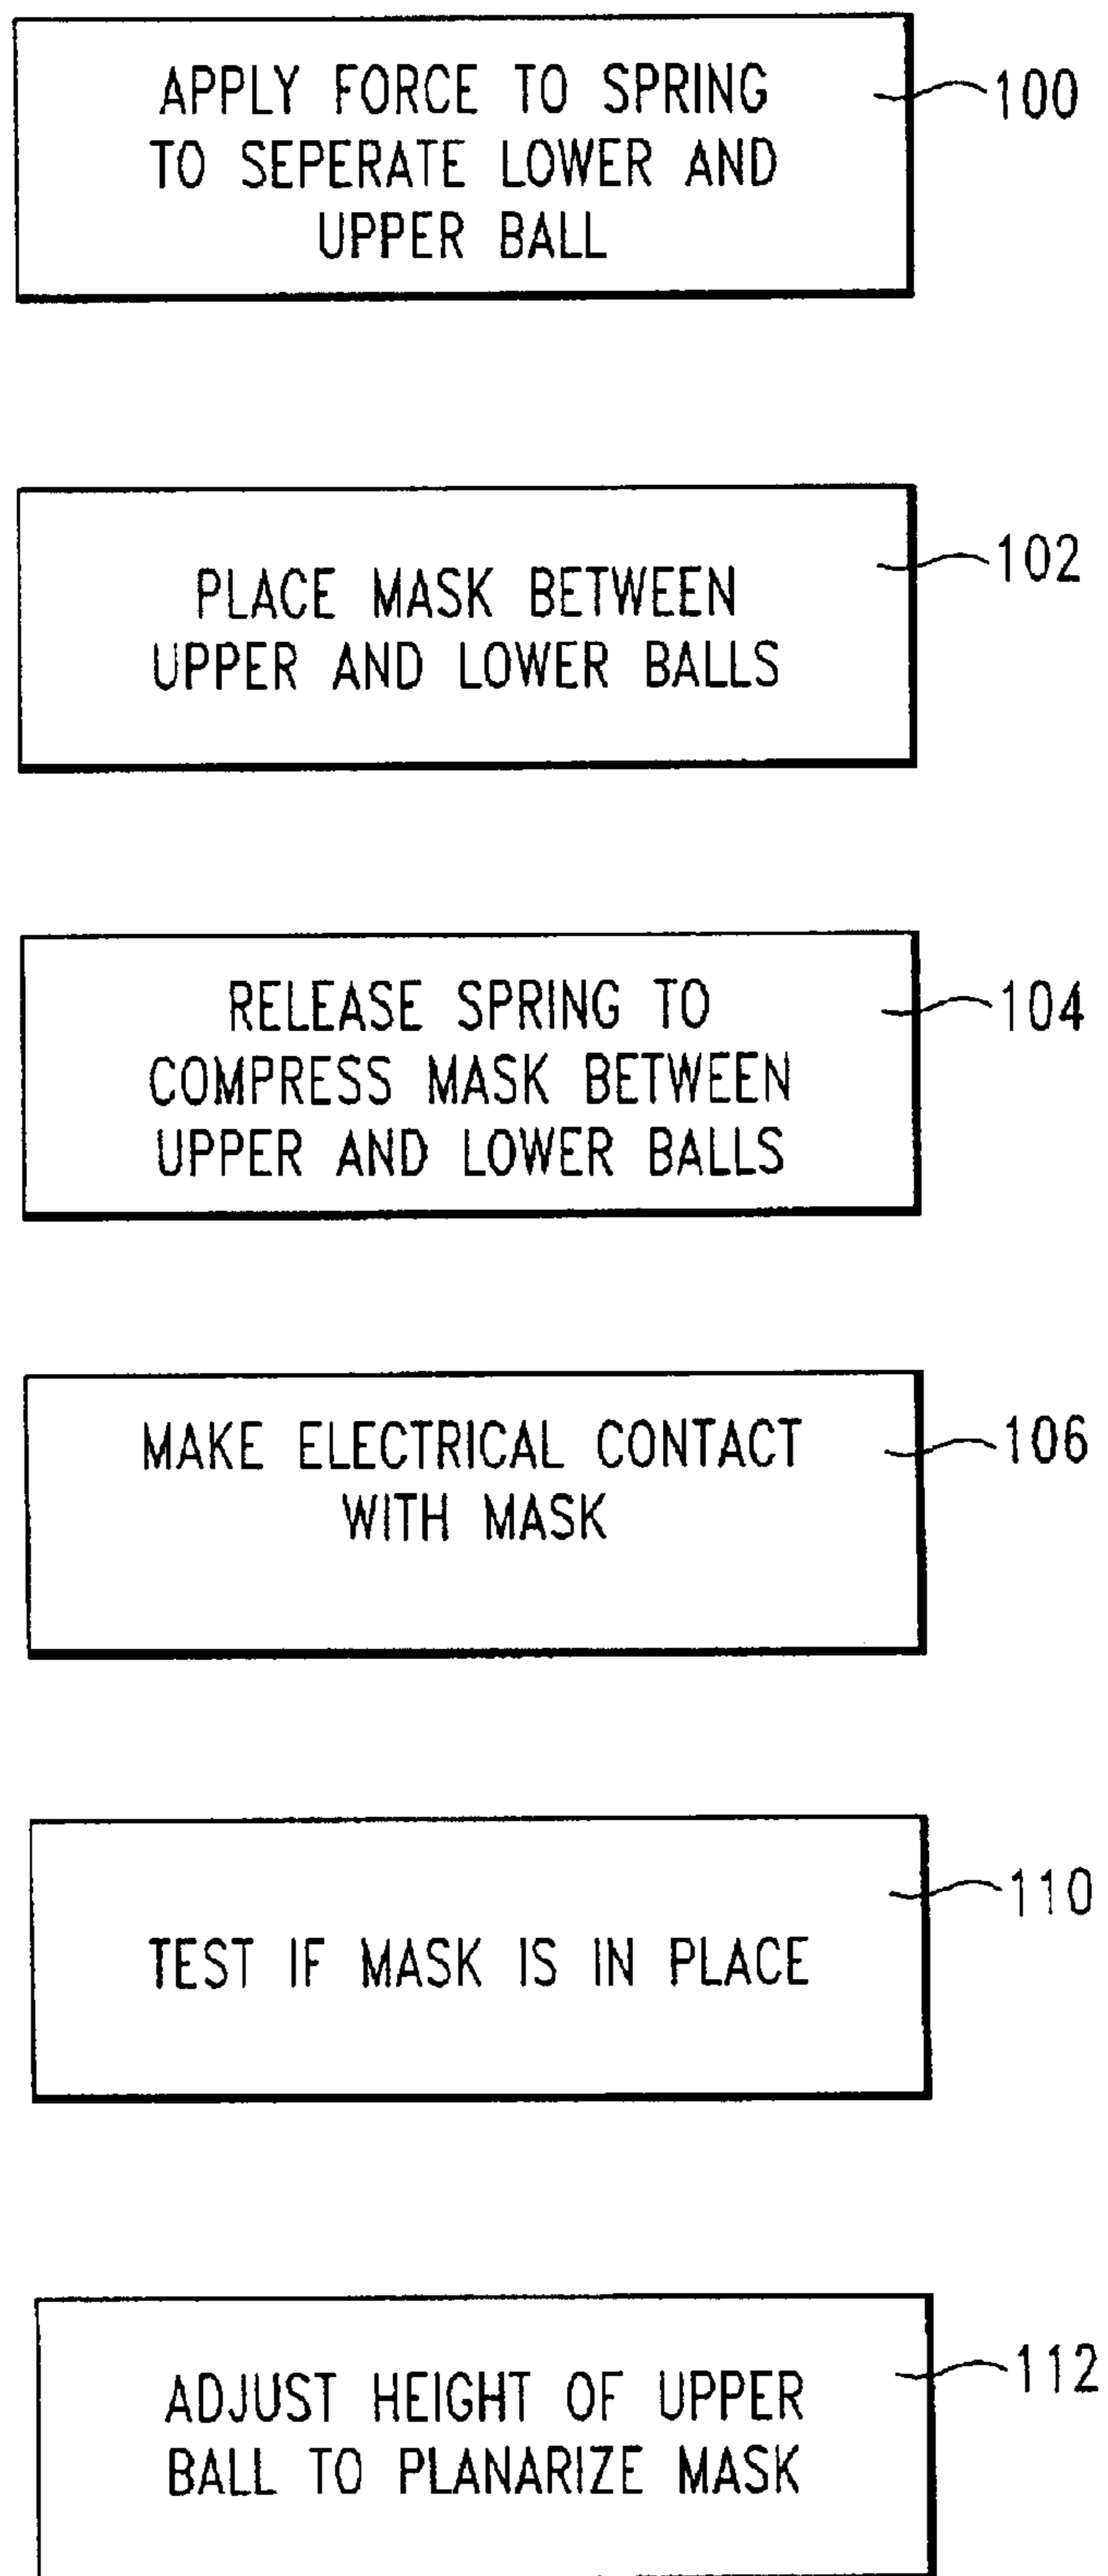 APPLY FORCE TO SPRING
TO SEPERATE LOWER AND
UPPER BALL
100
PLACE MASK BETWEEN
UPPER AND LOWER BALLS
102
RELEASE SPRING TO
COMPRESS MASK BETWEEN
UPPER AND LOWER BALLS
104
MAKE ELECTRICAL CONTACT
WITH MASK
106
TEST IF MASK IS IN PLACE
110
ADJUST HEIGHT OF UPPER
BALL TO PLANARIZE MASK
112